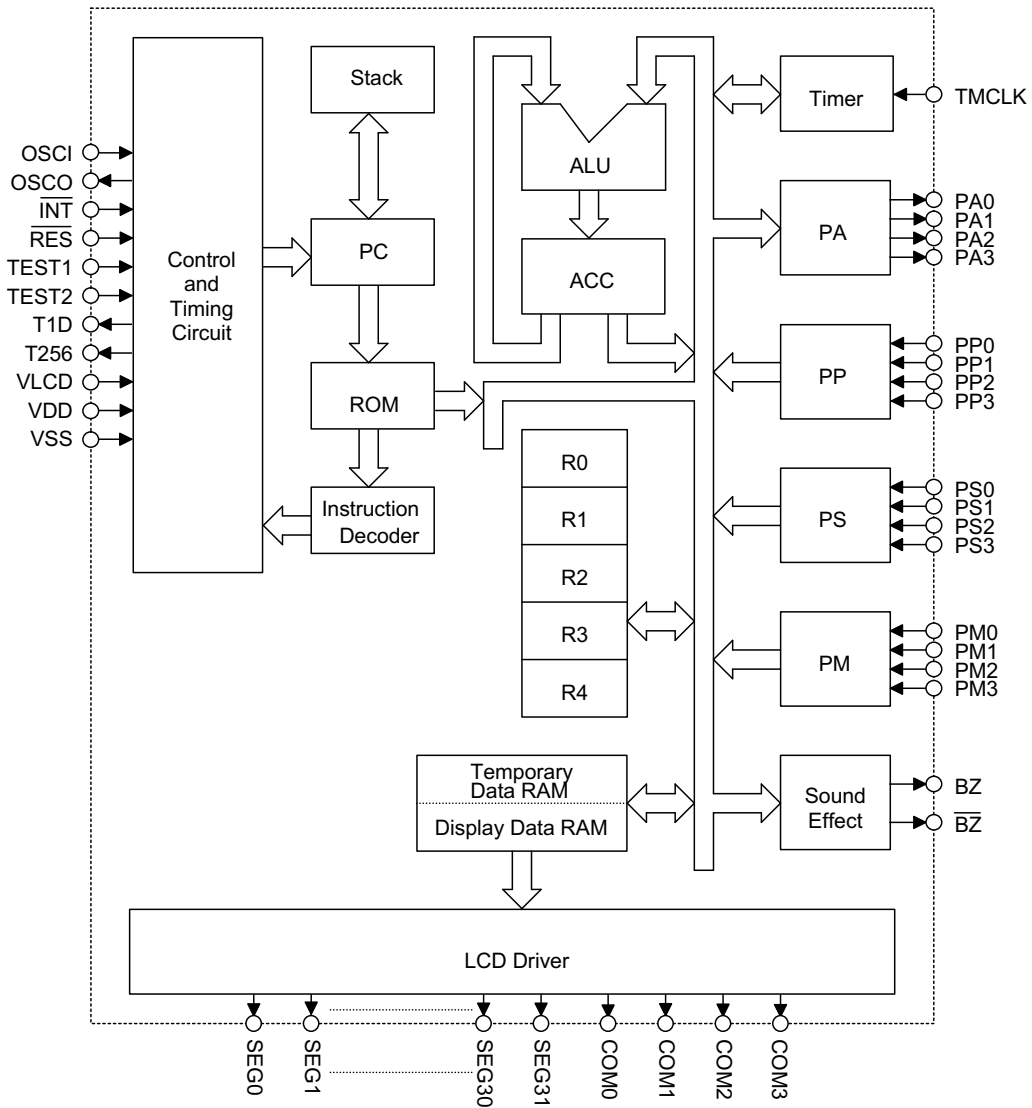 Stack
Timer
TMCLK
ALU
OSCI
OSCO
I̅N̅T̅
R̅E̅S̅
TEST1
TEST2
T1D
T256
VLCD
VDD
VSS
Control
and
Timing
Circuit
PC
ACC
PA
PA0
PA1
PA2
PA3
ROM
PP
PP0
PP1
PP2
PP3
Instruction
Decoder
R0
R1
R2
R3
R4
PS
PS0
PS1
PS2
PS3
PM
PM0
PM1
PM2
PM3
Temporary
Data RAM
Display Data RAM
Sound
Effect
BZ
B̅Z̅
LCD Driver
SEG0
SEG1
SEG30
SEG31
COM0
COM1
COM2
COM3